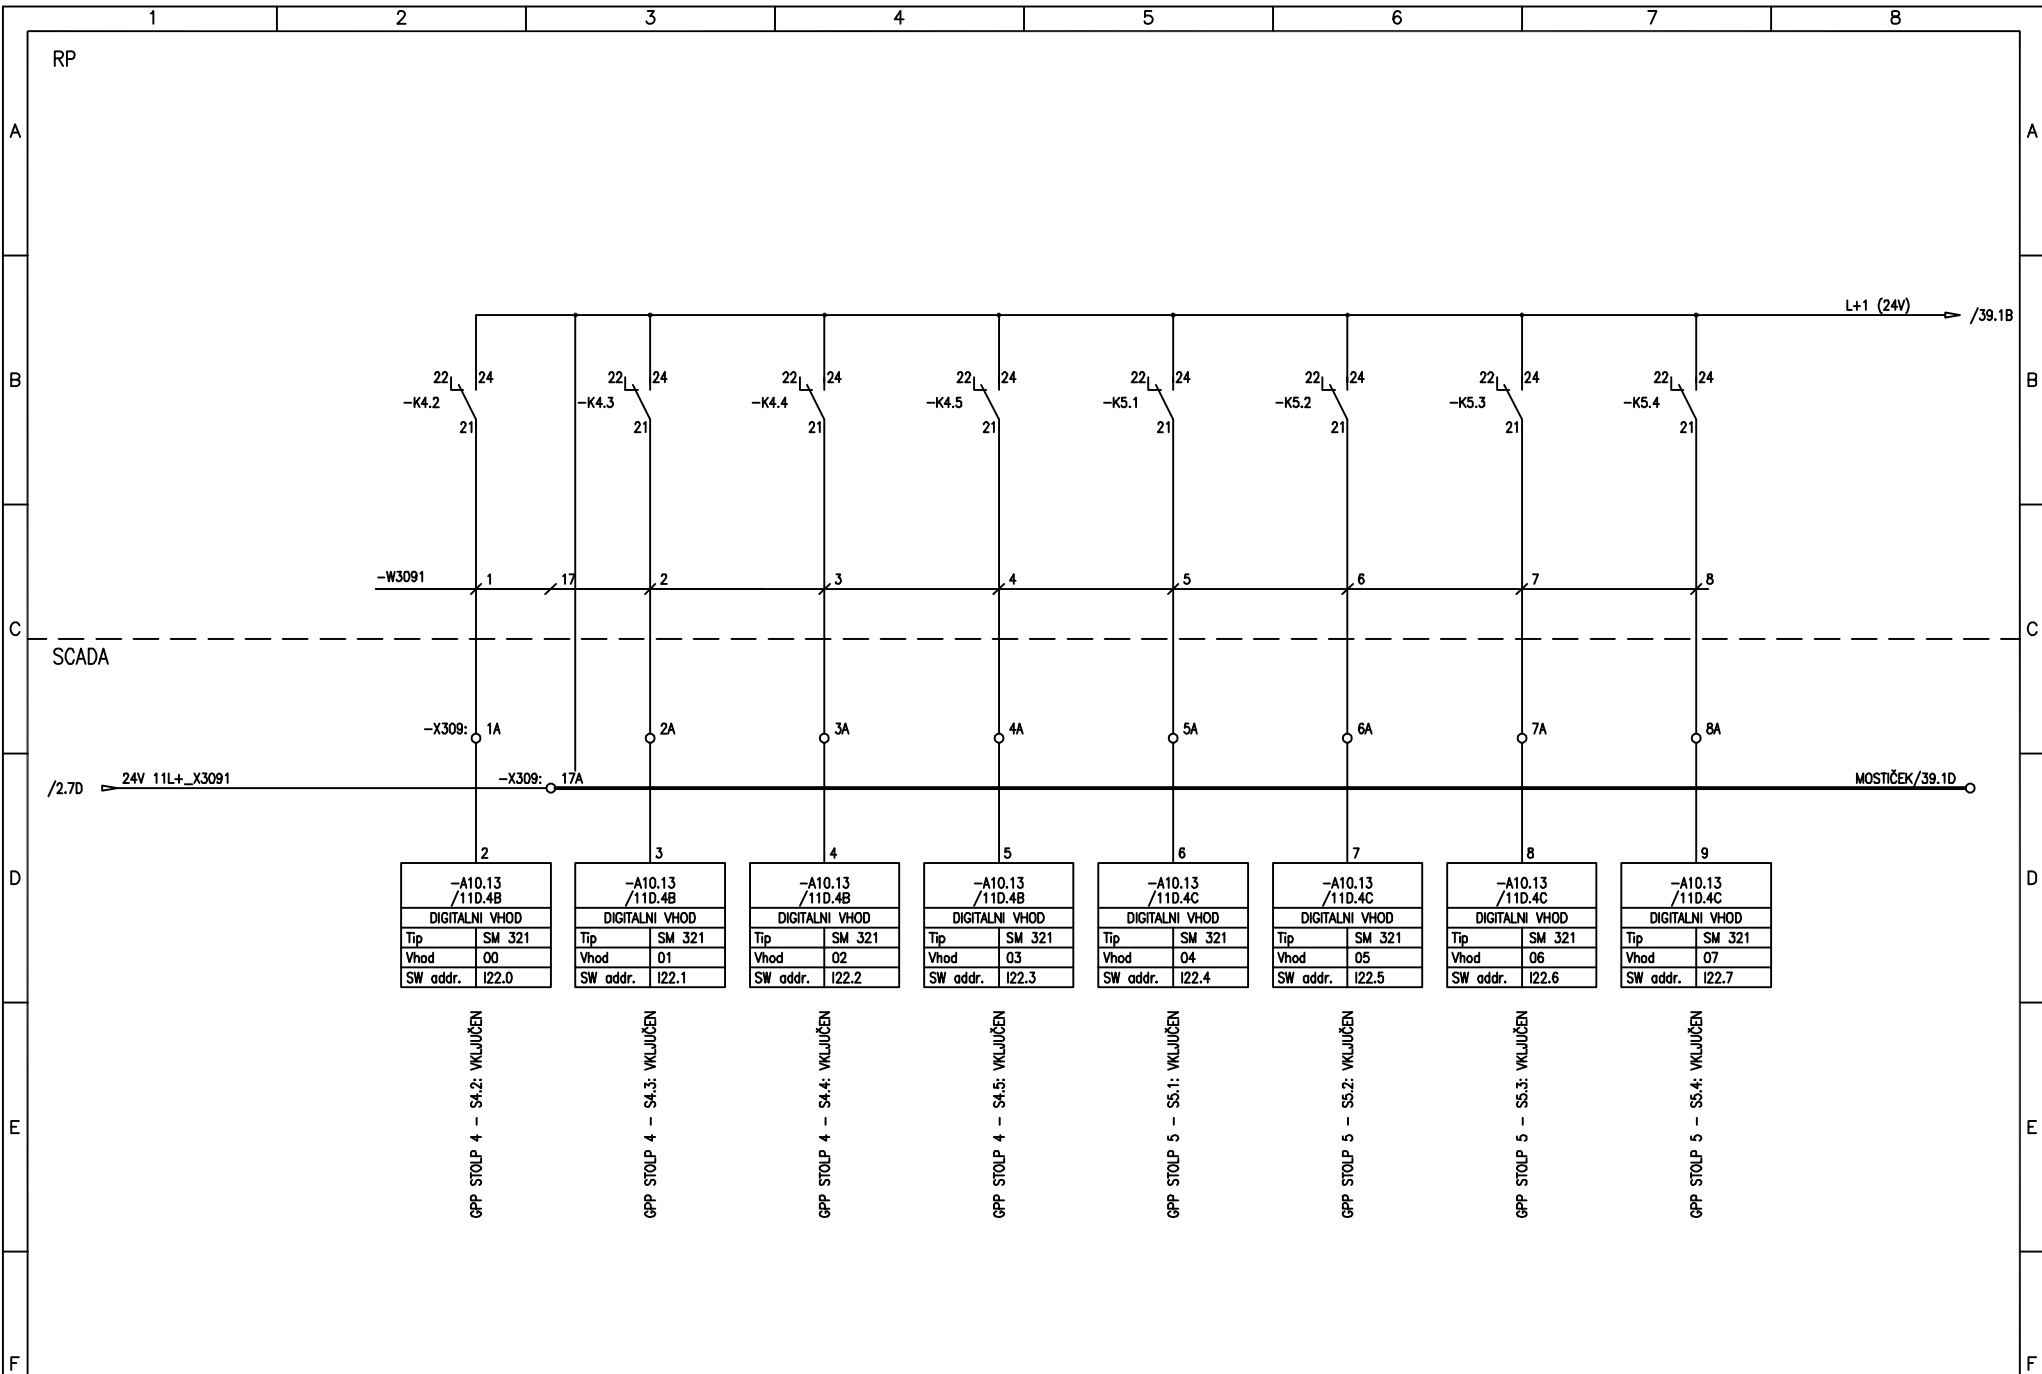 1 2 3 4 5 6 7 8
RP
A A
L+1 (24V) /39.1B
B B
22 24 22 24 22 24 22 24 22 24 22 24 22 24 22 24
-K4.2 -K4.3 -K4.4 -K4.5 -K5.1 -K5.2 -K5.3 -K5.4
21 21 21 21 21 21 21 21
-W3091 1 17 2 3 4 5 6 7 8
C C
SCADA
-X309: 1A 2A 3A 4A 5A 6A 7A 8A
/2.7D 24V 11L+_X3091 -X309: 17A MOSTIČEK/39.1D
2 3 4 5 6 7 8 9
D D
-A10.13 -A10.13 -A10.13 -A10.13 -A10.13 -A10.13 -A10.13 -A10.13
/11D.4B /11D.4B /11D.4B /11D.4B /11D.4C /11D.4C /11D.4C /11D.4C
DIGITALNI VHOD DIGITALNI VHOD DIGITALNI VHOD DIGITALNI VHOD DIGITALNI VHOD DIGITALNI VHOD DIGITALNI VHOD DIGITALNI VHOD
Tip SM 321 Tip SM 321 Tip SM 321 Tip SM 321 Tip SM 321 Tip SM 321 Tip SM 321 Tip SM 321
Vhod 00 Vhod 01 Vhod 02 Vhod 03 Vhod 04 Vhod 05 Vhod 06 Vhod 07
SW addr. I22.0 SW addr. I22.1 SW addr. I22.2 SW addr. I22.3 SW addr. I22.4 SW addr. I22.5 SW addr. I22.6 SW addr. I22.7
GPP STOLP 4 - S4.2: VKLJUČEN
GPP STOLP 4 - S4.3: VKLJUČEN
GPP STOLP 4 - S4.4: VKLJUČEN
GPP STOLP 4 - S4.5: VKLJUČEN
GPP STOLP 5 - S5.1: VKLJUČEN
GPP STOLP 5 - S5.2: VKLJUČEN
GPP STOLP 5 - S5.3: VKLJUČEN
GPP STOLP 5 - S5.4: VKLJUČEN
E E
F F